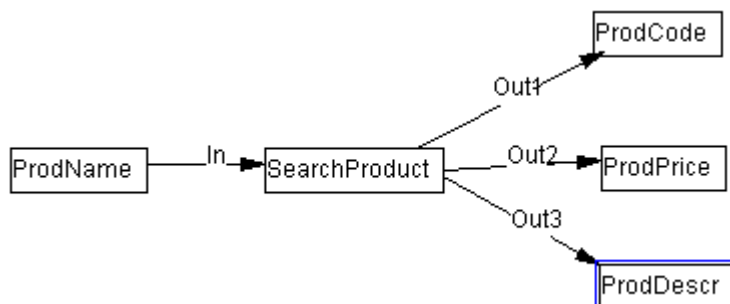 ProdCode
Out1
ProdName
In
SearchProduct
Out2
ProdPrice
Out3
ProdDescr